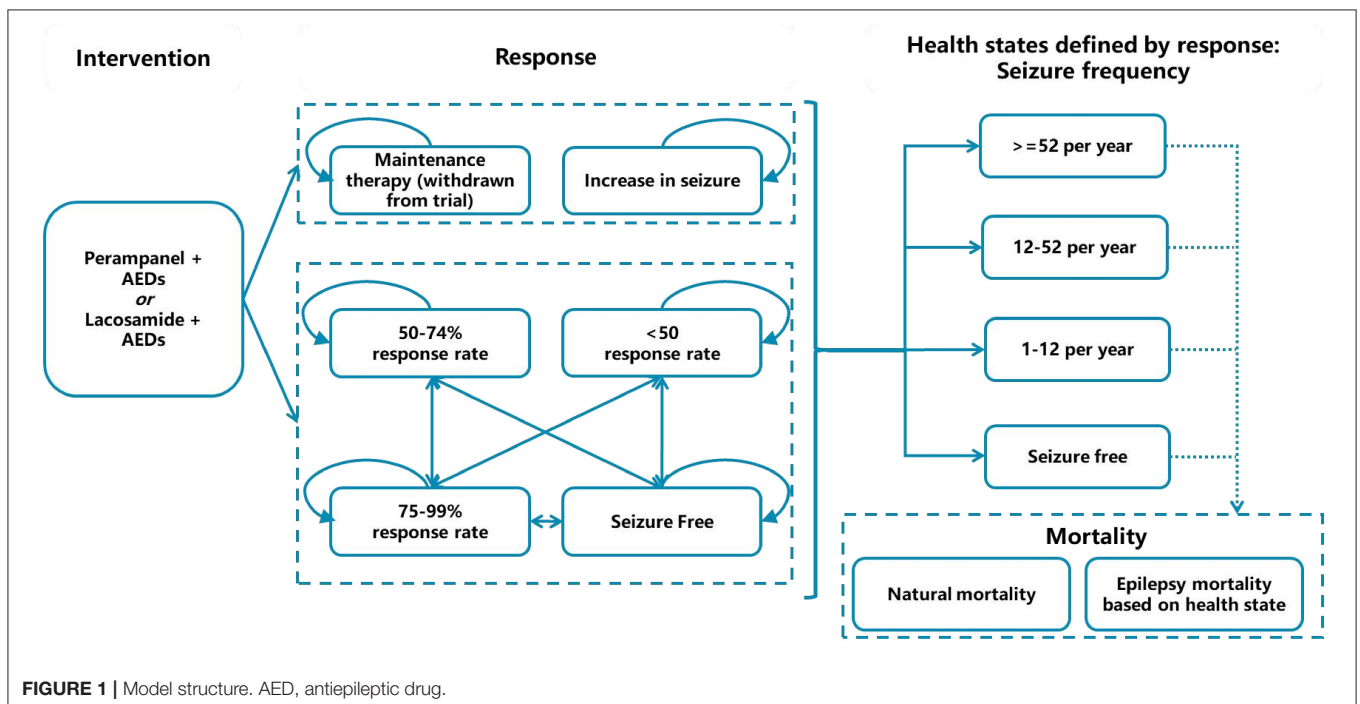 Intervention
Response
Health states defined by response:
Seizure frequency
Perampanel +
AEDs
or
Lacosamide +
AEDs
Maintenance
therapy (withdrawn
from trial)
Increase in seizure
50-74%
response rate
<50
response rate
75-99%
response rate
Seizure Free
>=52 per year
12-52 per year
1-12 per year
Seizure free
Mortality
Natural mortality
Epilepsy mortality
based on health state
FIGURE 1 | Model structure. AED, antiepileptic drug.